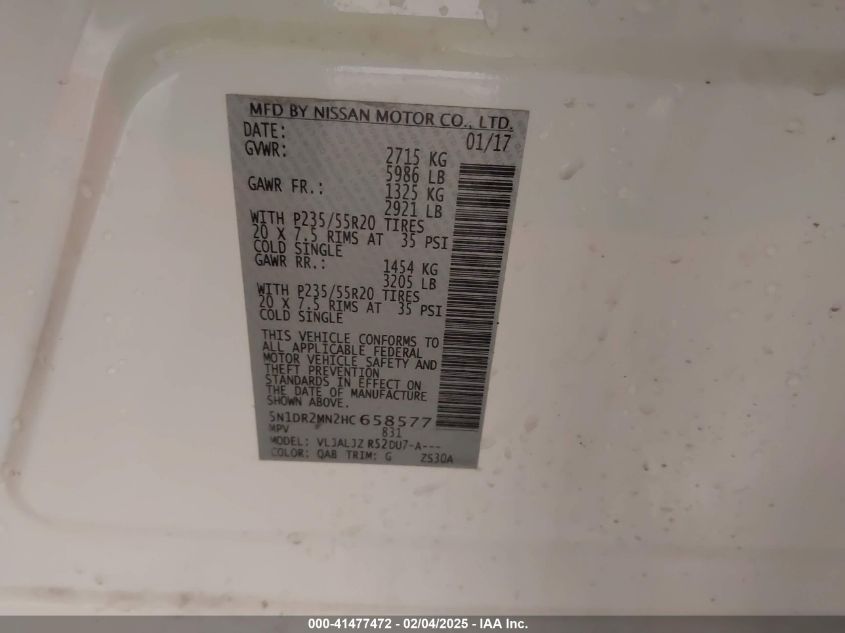 MFD BY NISSAN MOTOR CO., LTD.
DATE: 01/17
GVWR: 2715 KG
5986 LB
GAWR FR.: 1325 KG
2921 LB
WITH P235/55R20 TIRES
20 X 7.5 RIMS AT 35 PSI
COLD SINGLE
GAWR RR.: 1454 KG
3205 LB
WITH P235/55R20 TIRES
20 X 7.5 RIMS AT 35 PSI
COLD SINGLE
THIS VEHICLE CONFORMS TO
ALL APPLICABLE FEDERAL
MOTOR VEHICLE SAFETY AND
THEFT PREVENTION
STANDARDS IN EFFECT ON
THE DATE OF MANUFACTURE
SHOWN ABOVE.
5N1DR2MN2HC658577
MPV 831
MODEL: VLJALJZ R52DU7-A---
COLOR: QAB TRIM: G ZS30A
000-41477472 - 02/04/2025 - IAA Inc.